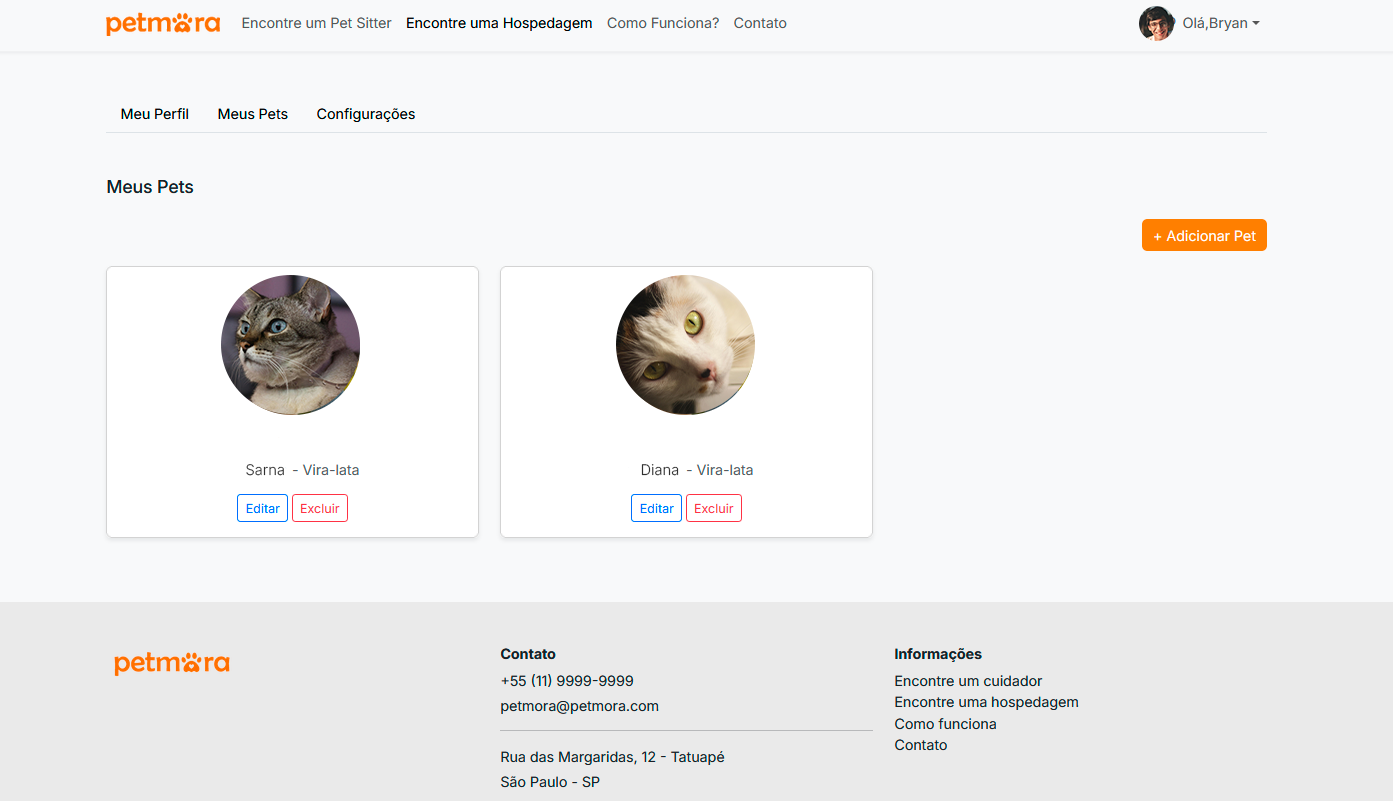 petmora Encontre um Pet Sitter Encontre uma Hospedagem Como Funciona? Contato Olá,Bryan
Meu Perfil Meus Pets Configurações
Meus Pets
+ Adicionar Pet
Sarna - Vira-lata
Editar Excluir
Diana - Vira-lata
Editar Excluir
petmora
Contato
+55 (11) 9999-9999
petmora@petmora.com
Rua das Margaridas, 12 - Tatuapé
São Paulo - SP
Informações
Encontre um cuidador
Encontre uma hospedagem
Como funciona
Contato